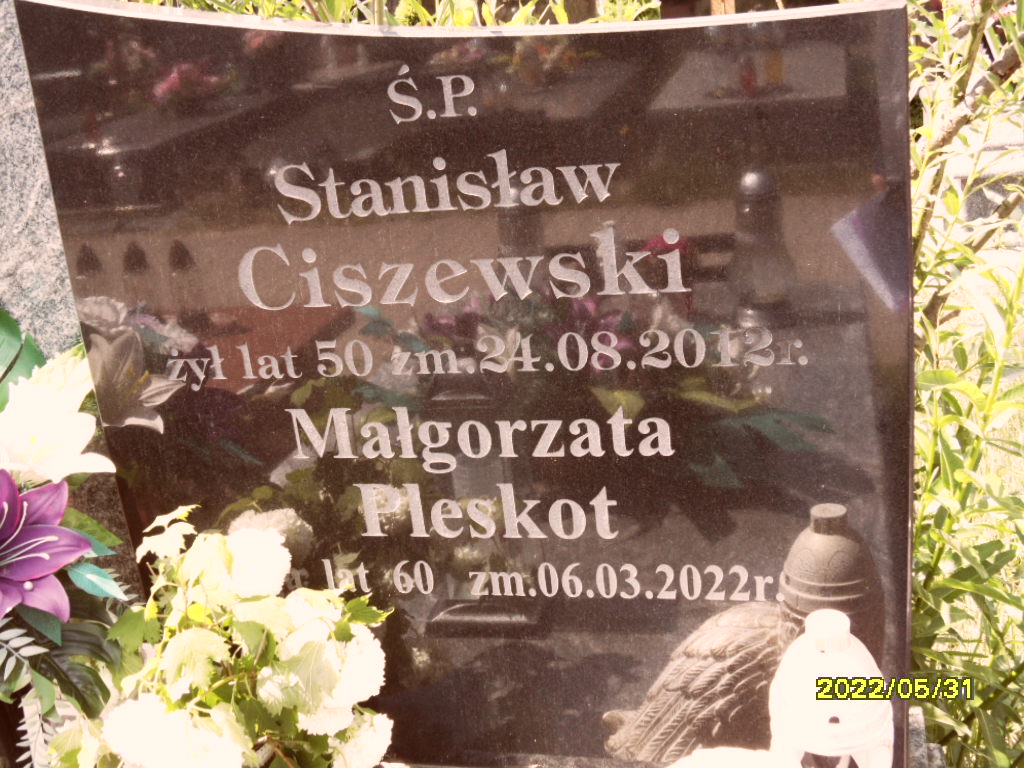 Ś.P.
Stanisław
Ciszewski
żył lat 50 zm.24.08.2012r.
Małgorzata
Pleskot
lat 60 zm.06.03.2022r.
2022/05/31